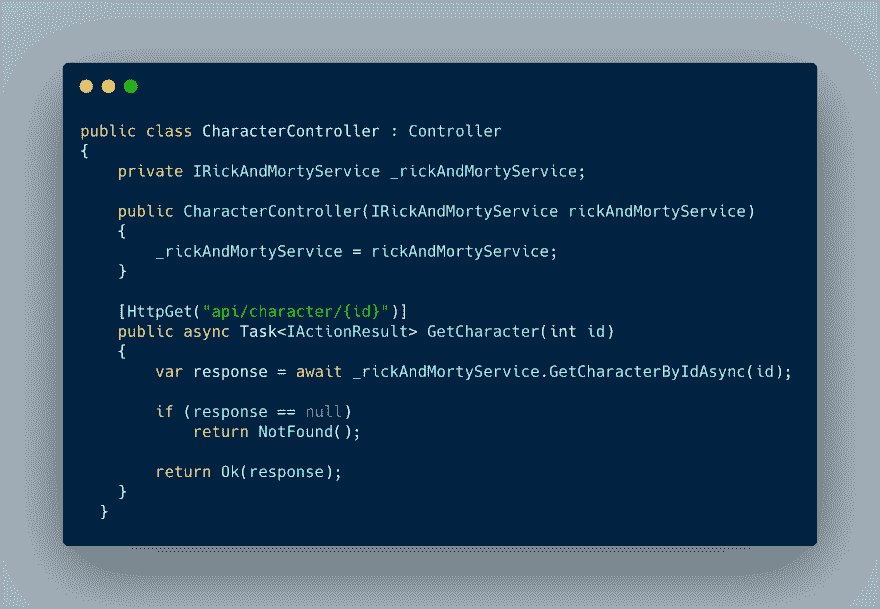 public class CharacterController : Controller
{
    private IRickAndMortyService _rickAndMortyService;

    public CharacterController(IRickAndMortyService rickAndMortyService)
    {
        _rickAndMortyService = rickAndMortyService;
    }

    [HttpGet("api/character/{id}")]
    public async Task<IActionResult> GetCharacter(int id)
    {
        var response = await _rickAndMortyService.GetCharacterByIdAsync(id);

        if (response == null)
            return NotFound();

        return Ok(response);
    }
  }